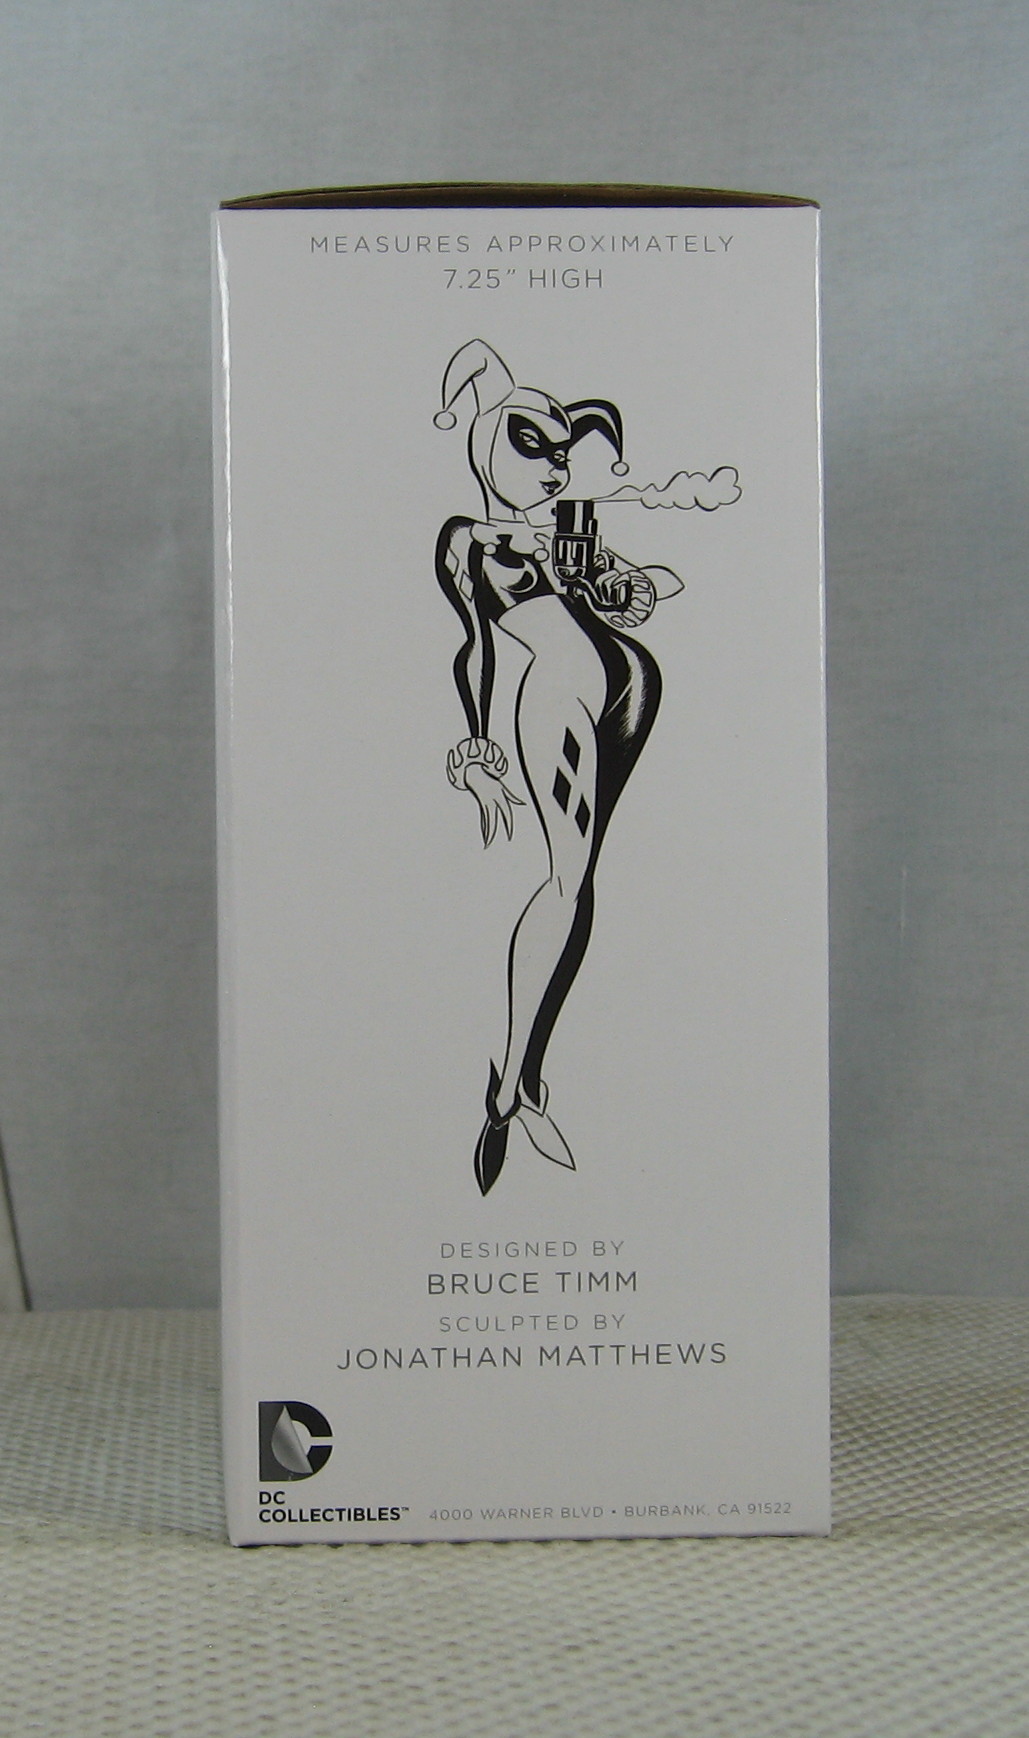 MEASURES APPROXIMATELY
7.25" HIGH
DESIGNED BY
BRUCE TIMM
SCULPTED BY
JONATHAN MATTHEWS
DC
COLLECTIBLES™
4000 WARNER BLVD • BURBANK, CA 91522